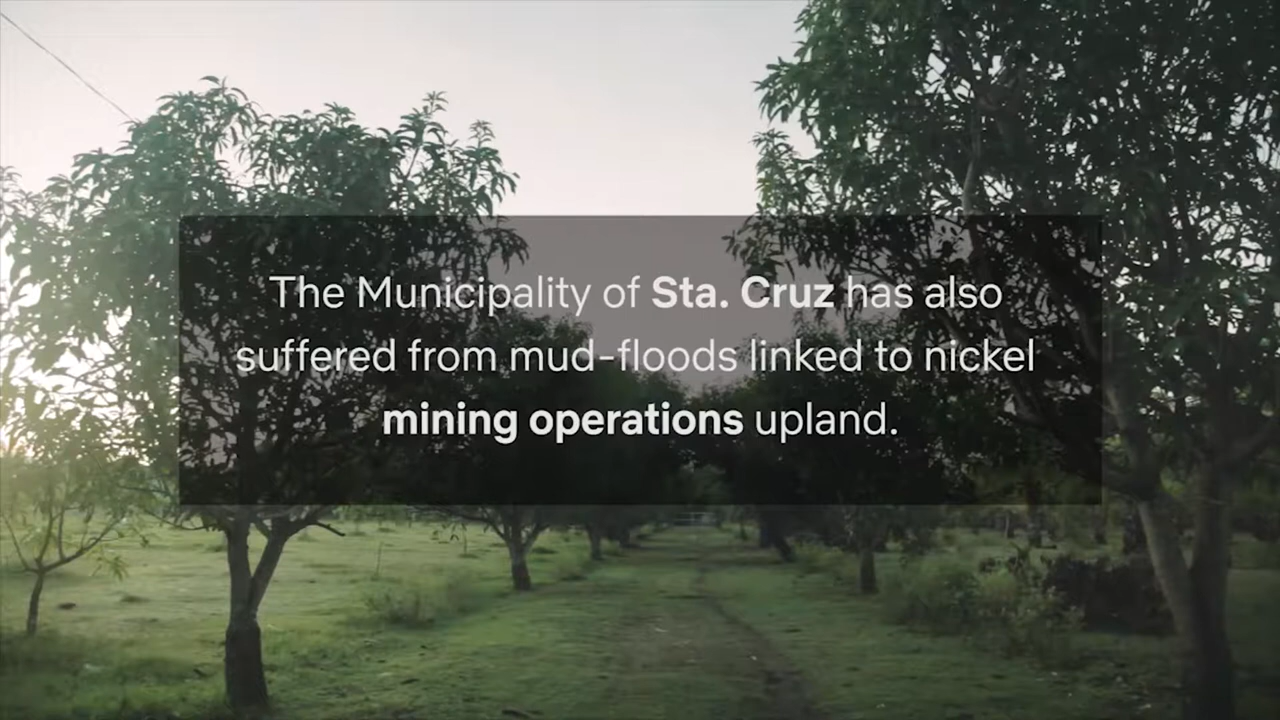 The Municipality of Sta. Cruz has also
suffered from mud-floods linked to nickel
mining operations upland.